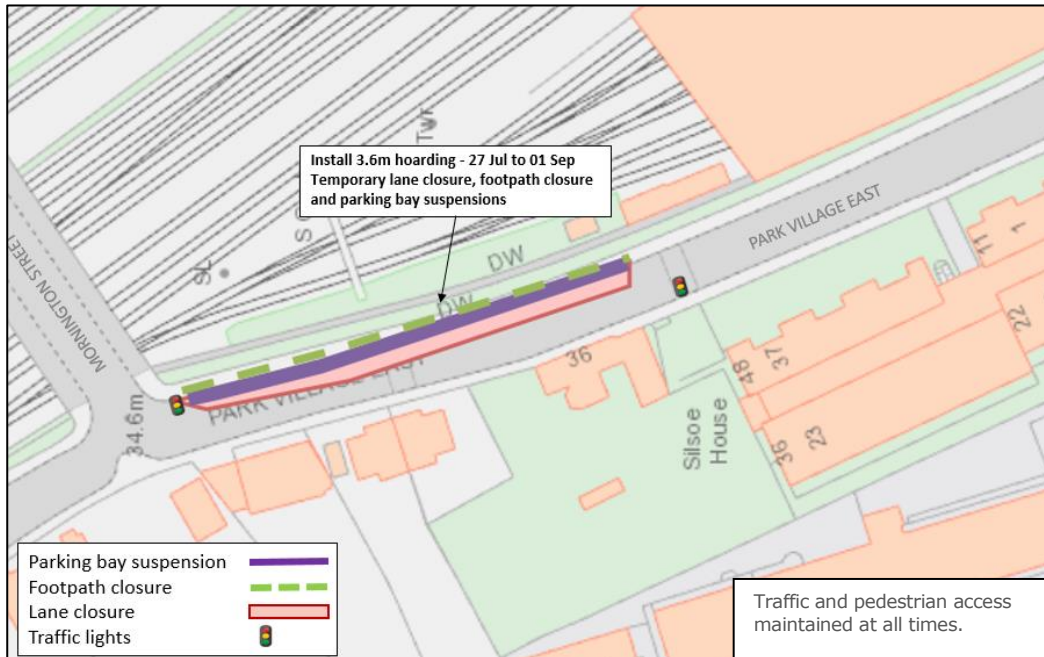 Twr
Install 3.6m hoarding - 27 Jul to 01 Sep
Temporary lane closure, footpath closure
and parking bay suspensions
S
SL
DW
DW
MORNINGTON STREET
PARK VILLAGE EAST
PARK VILLAGE EAST
34.6m
36
11
1
22
48
37
36
23
Silsoe
House
Parking bay suspension
Footpath closure
Lane closure
Traffic lights
Traffic and pedestrian access
maintained at all times.